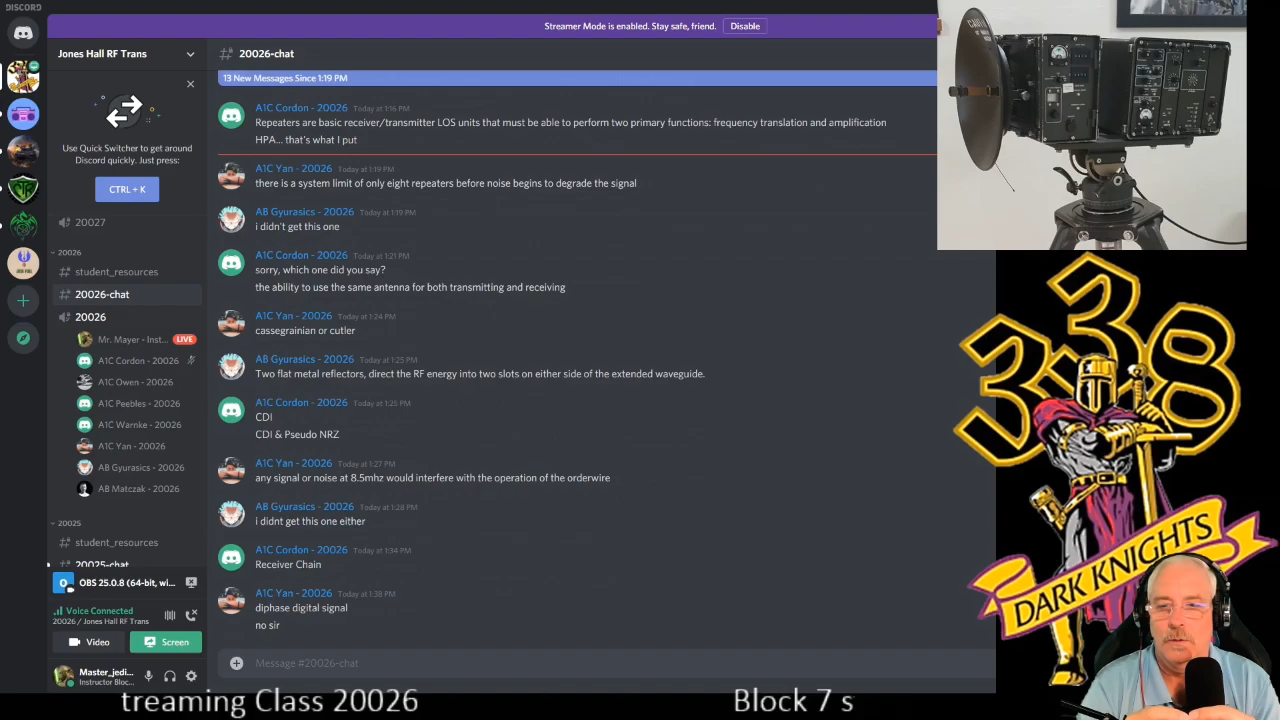 DISCORD
Streamer Mode is enabled. Stay safe, friend. Disable
Jones Hall RF Trans
Use Quick Switcher to get around
Discord quickly. Just press:
CTRL + K
20027
20026
student_resources
20026-chat
20026
Mr. Mayer - Inst... LIVE
A1C Cordon - 20026
A1C Owen - 20026
A1C Peebles - 20026
A1C Warnke - 20026
A1C Yan - 20026
AB Gyurasics - 20026
AB Matczak - 20026
20025
student_resources
20025-chat
OBS 25.0.8 (64-bit, wi...
Voice Connected
20026 / Jones Hall RF Trans
Video
Screen
Master_jedi...
Instructor Bloc...
20026-chat
13 New Messages Since 1:19 PM
A1C Cordon - 20026 Today at 1:16 PM
Repeaters are basic receiver/transmitter LOS units that must be able to perform two primary functions: frequency translation and amplification
HPA... that's what I put
A1C Yan - 20026 Today at 1:19 PM
there is a system limit of only eight repeaters before noise begins to degrade the signal
AB Gyurasics - 20026 Today at 1:19 PM
i didn't get this one
A1C Cordon - 20026 Today at 1:21 PM
sorry, which one did you say?
the ability to use the same antenna for both transmitting and receiving
A1C Yan - 20026 Today at 1:24 PM
cassegrainian or cutler
AB Gyurasics - 20026 Today at 1:25 PM
Two flat metal reflectors, direct the RF energy into two slots on either side of the extended waveguide.
A1C Cordon - 20026 Today at 1:25 PM
CDI
CDI & Pseudo NRZ
A1C Yan - 20026 Today at 1:27 PM
any signal or noise at 8.5mhz would interfere with the operation of the orderwire
AB Gyurasics - 20026 Today at 1:28 PM
i didnt get this one either
A1C Cordon - 20026 Today at 1:34 PM
Receiver Chain
A1C Yan - 20026 Today at 1:38 PM
diphase digital signal
no sir
Message #20026-chat
338
DARK KNIGHTS
treaming Class 20026
Block 7 s